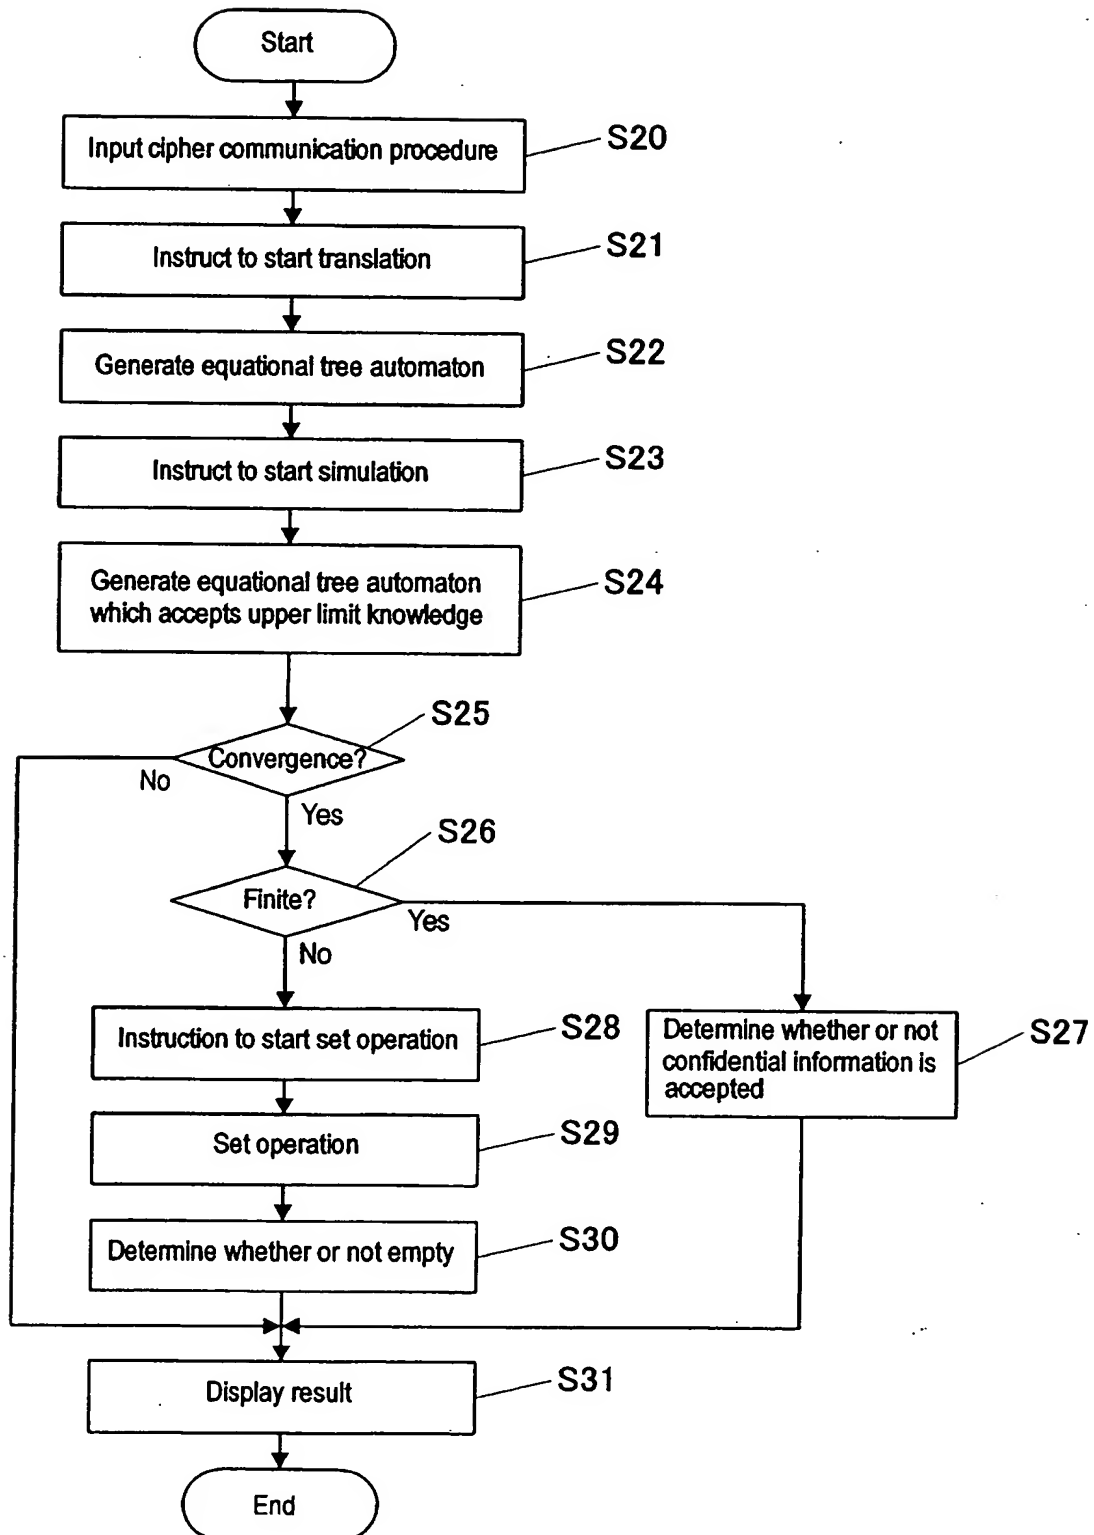 Start
Input cipher communication procedure
S20
Instruct to start translation
S21
Generate equational tree automaton
S22
Instruct to start simulation
S23
Generate equational tree automaton
which accepts upper limit knowledge
S24
S25
Convergence?
No
Yes
S26
Finite?
Yes
No
Instruction to start set operation
S28
Determine whether or not
confidential information is
accepted
S27
Set operation
S29
Determine whether or not empty
S30
Display result
S31
End